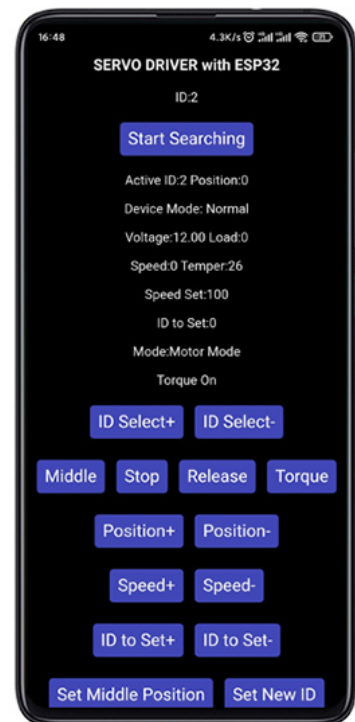 16:48 4.3K/s
SERVO DRIVER with ESP32
ID:2
Start Searching
Active ID:2 Position:0
Device Mode: Normal
Voltage:12.00 Load:0
Speed:0 Temper:26
Speed Set:100
ID to Set:0
Mode:Motor Mode
Torque On
ID Select+ ID Select-
Middle Stop Release Torque
Position+ Position-
Speed+ Speed-
ID to Set+ ID to Set-
Set Middle Position Set New ID